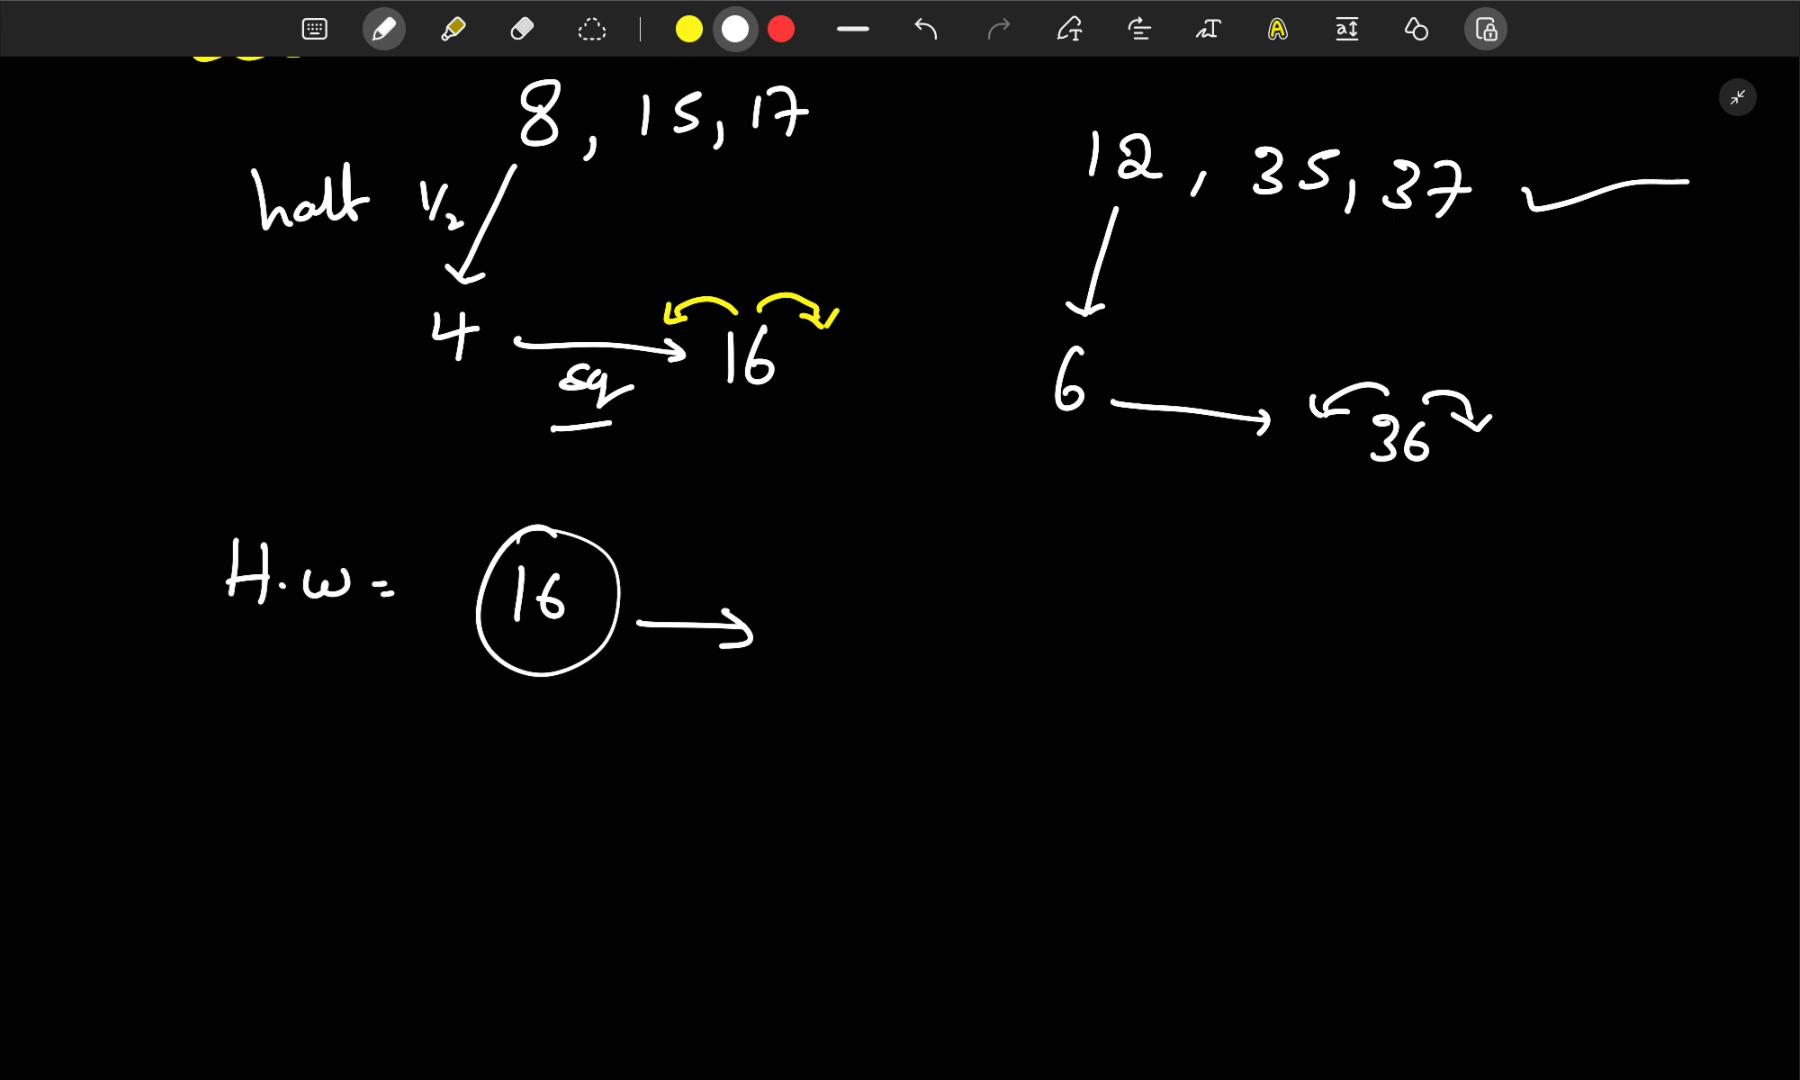 8, 15, 17
12, 35, 37
half 1/2
4 sq 16
6 36
H.w = 16